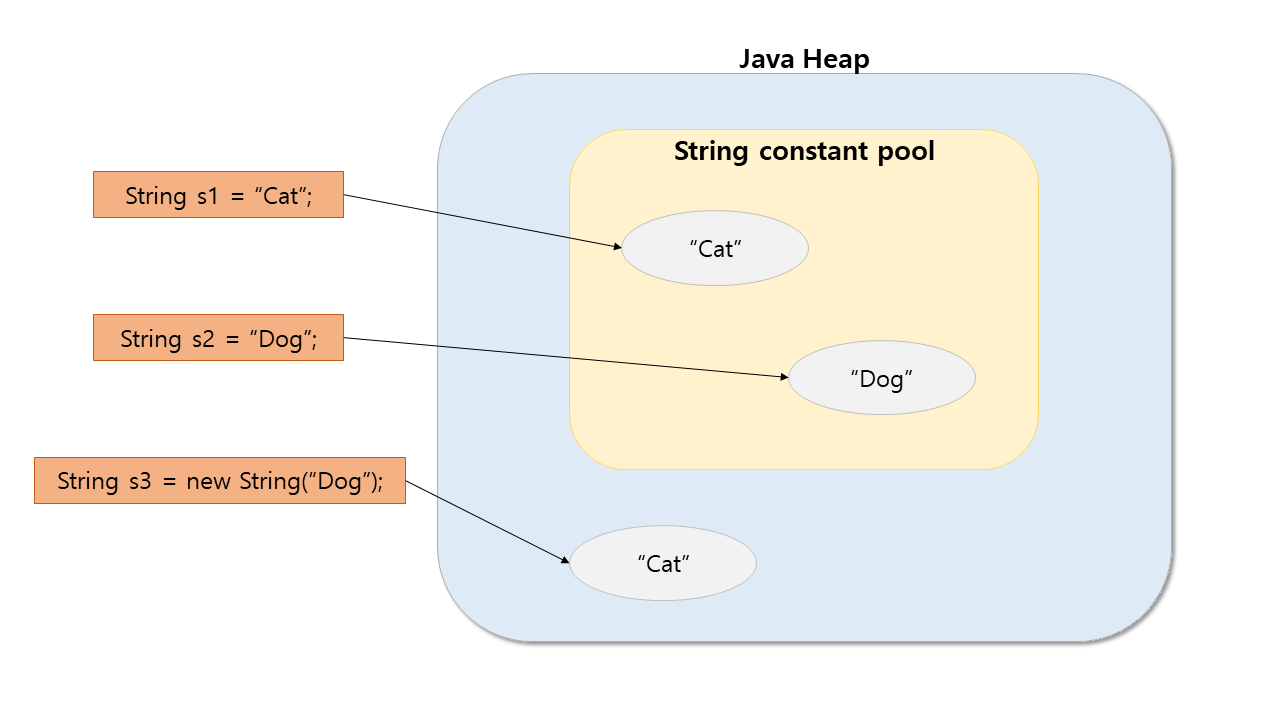 Java Heap
String constant pool
String s1 = “Cat”;
“Cat”
String s2 = “Dog”;
“Dog”
String s3 = new String(“Dog”);
“Cat”